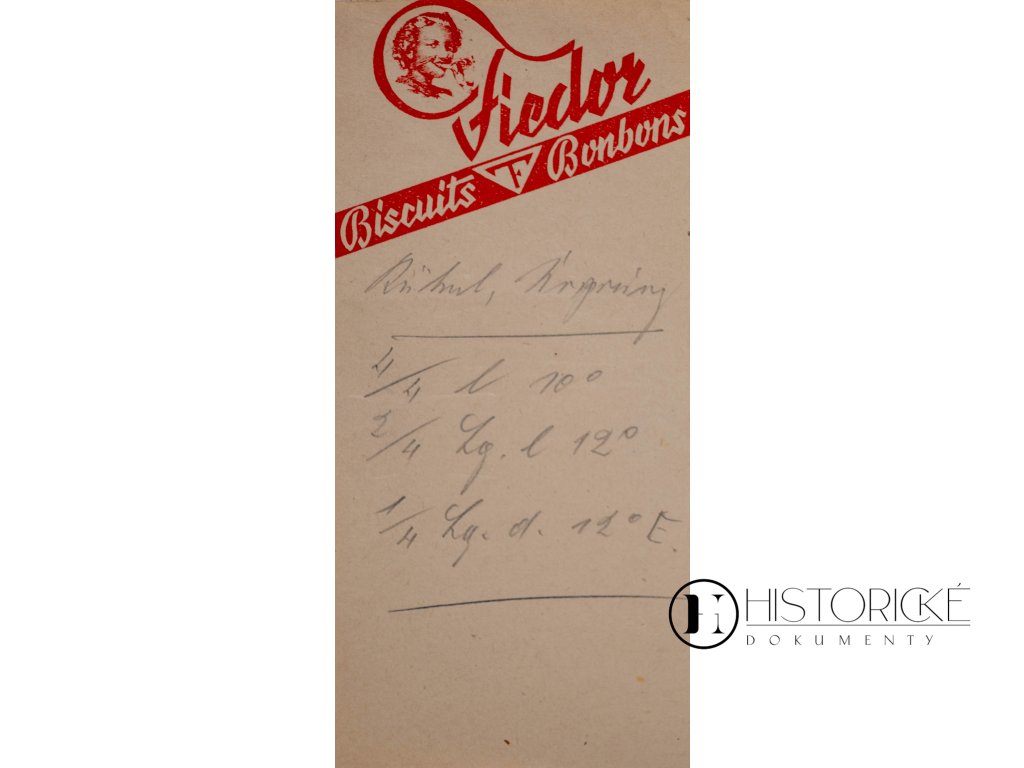 Fiedor
Biscuits F Bonbons
4/4 l 10°
2/4 Lg. l 12°
1/4 Lg. d. 12° E.
H HISTORICKÉ
DOKUMENTY